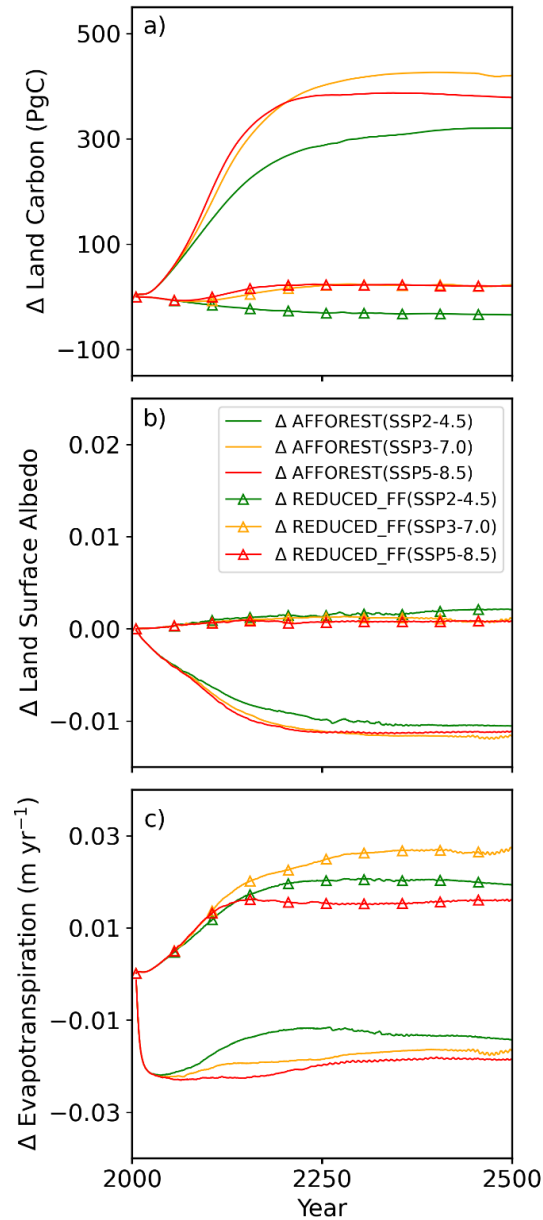 a)
Δ Land Carbon (PgC)
500
300
100
−100
b)
Δ Land Surface Albedo
0.02
0.01
0.00
−0.01
Δ AFFOREST(SSP2-4.5)
Δ AFFOREST(SSP3-7.0)
Δ AFFOREST(SSP5-8.5)
Δ REDUCED_FF(SSP2-4.5)
Δ REDUCED_FF(SSP3-7.0)
Δ REDUCED_FF(SSP5-8.5)
c)
Δ Evapotranspiration (m yr⁻¹)
0.03
0.01
−0.01
−0.03
2000
2250
2500
Year